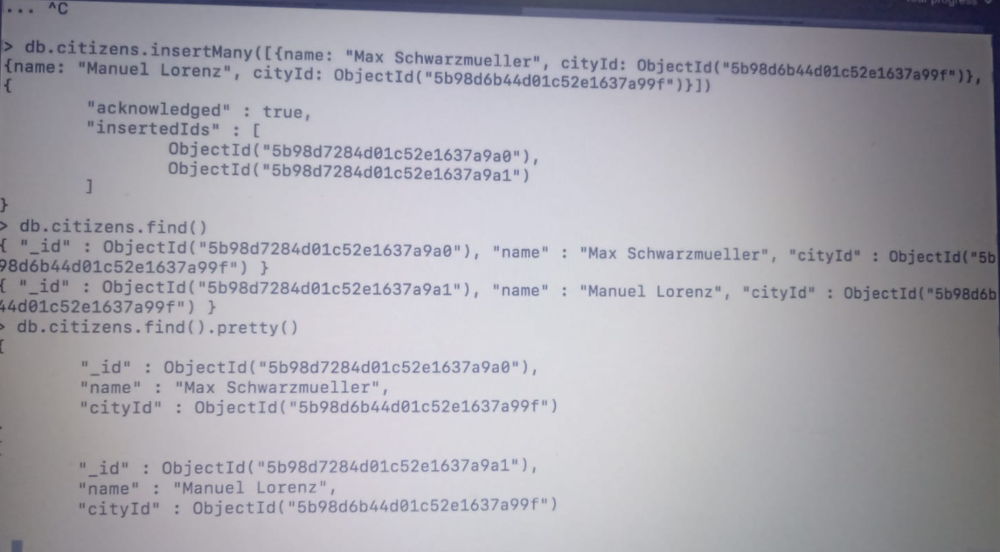 ... ^C
> db.citizens.insertMany([{name: "Max Schwarzmueller", cityId: ObjectId("5b98d6b44d01c52e1637a99f")},
{name: "Manuel Lorenz", cityId: ObjectId("5b98d6b44d01c52e1637a99f")}])
{
"acknowledged" : true,
"insertedIds" : [
ObjectId("5b98d7284d01c52e1637a9a0"),
ObjectId("5b98d7284d01c52e1637a9a1")
]
}
> db.citizens.find()
{ "_id" : ObjectId("5b98d7284d01c52e1637a9a0"), "name" : "Max Schwarzmueller", "cityId" : ObjectId("5b
98d6b44d01c52e1637a99f") }
{ "_id" : ObjectId("5b98d7284d01c52e1637a9a1"), "name" : "Manuel Lorenz", "cityId" : ObjectId("5b98d6b
44d01c52e1637a99f") }
> db.citizens.find().pretty()
{
"_id" : ObjectId("5b98d7284d01c52e1637a9a0"),
"name" : "Max Schwarzmueller",
"cityId" : ObjectId("5b98d6b44d01c52e1637a99f")
"_id" : ObjectId("5b98d7284d01c52e1637a9a1"),
"name" : "Manuel Lorenz",
"cityId" : ObjectId("5b98d6b44d01c52e1637a99f")